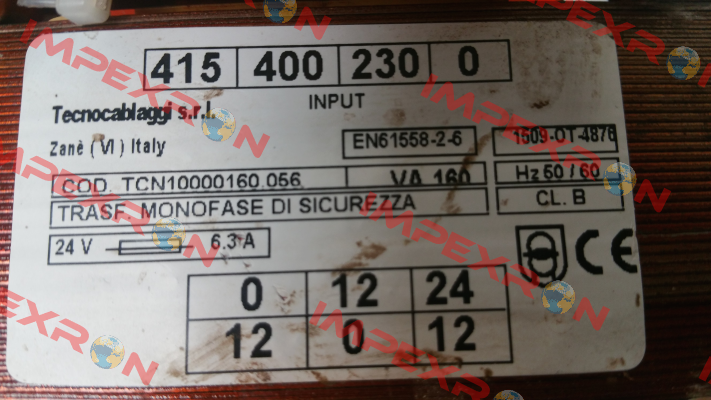 415 400 230 0
INPUT
Tecnocablaggi s.r.l.
Zanè ( VI ) Italy
EN61558-2-6
1509-OT-4876
COD. TCN10000160.056
VA 160
Hz 50 / 60
TRASF. MONOFASE DI SICUREZZA
CL. B
24 V 6.3 A
CE
0 12 24
12 0 12
IMPEXRON